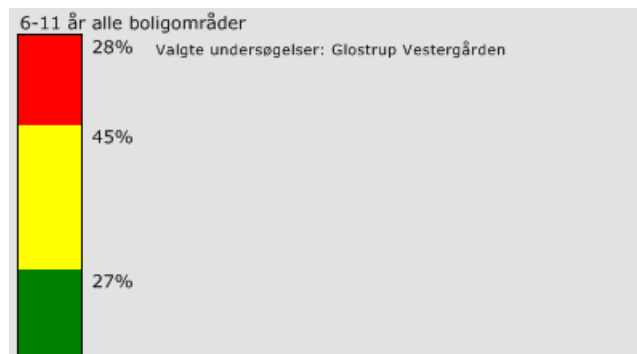 6-11 år alle boligområder
28% Valgte undersøgelser: Glostrup Vestergården
45%
27%